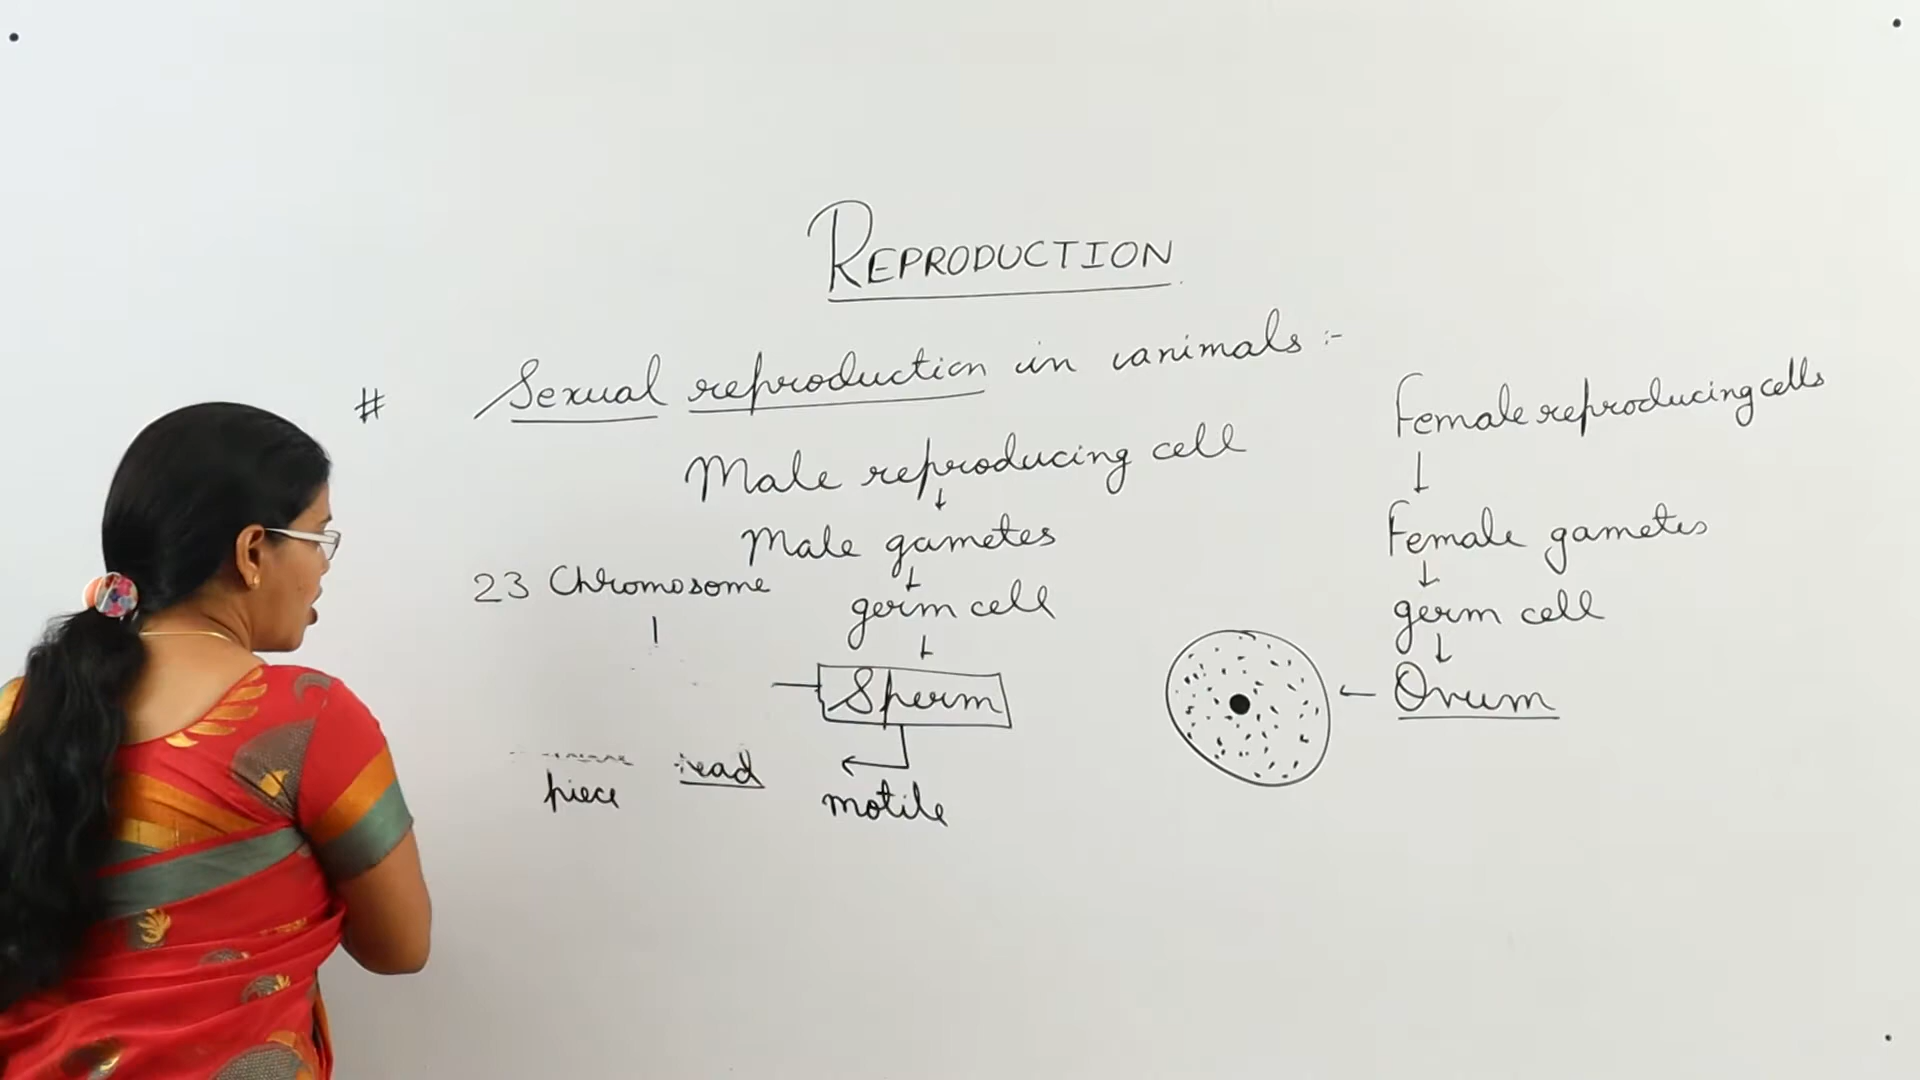 REPRODUCTION
# Sexual reproduction in animals :-
Male reproducing cell
Male gametes
germ cell
23 Chromosome
Sperm
motile
piece
Female reproducing cells
Female gametes
germ cell
Ovum